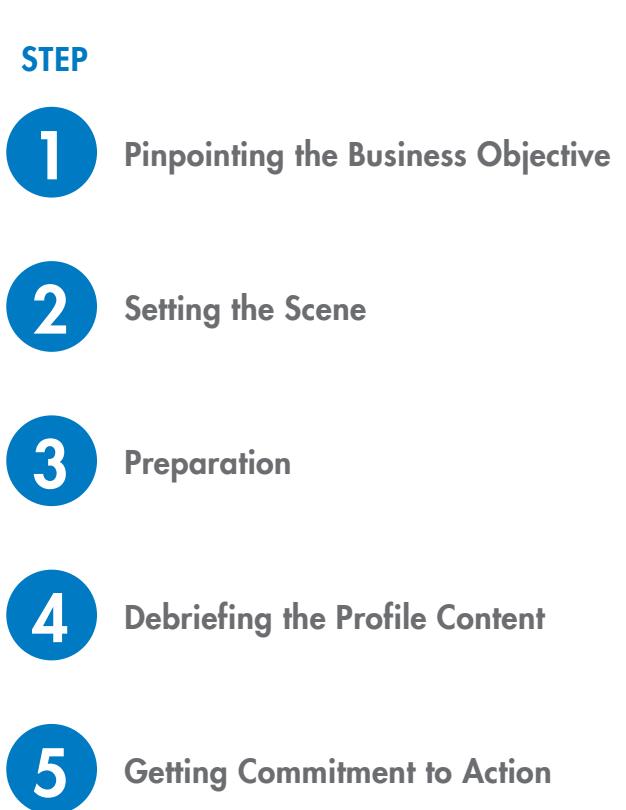 STEP
1 Pinpointing the Business Objective
2 Setting the Scene
3 Preparation
4 Debriefing the Profile Content
5 Getting Commitment to Action